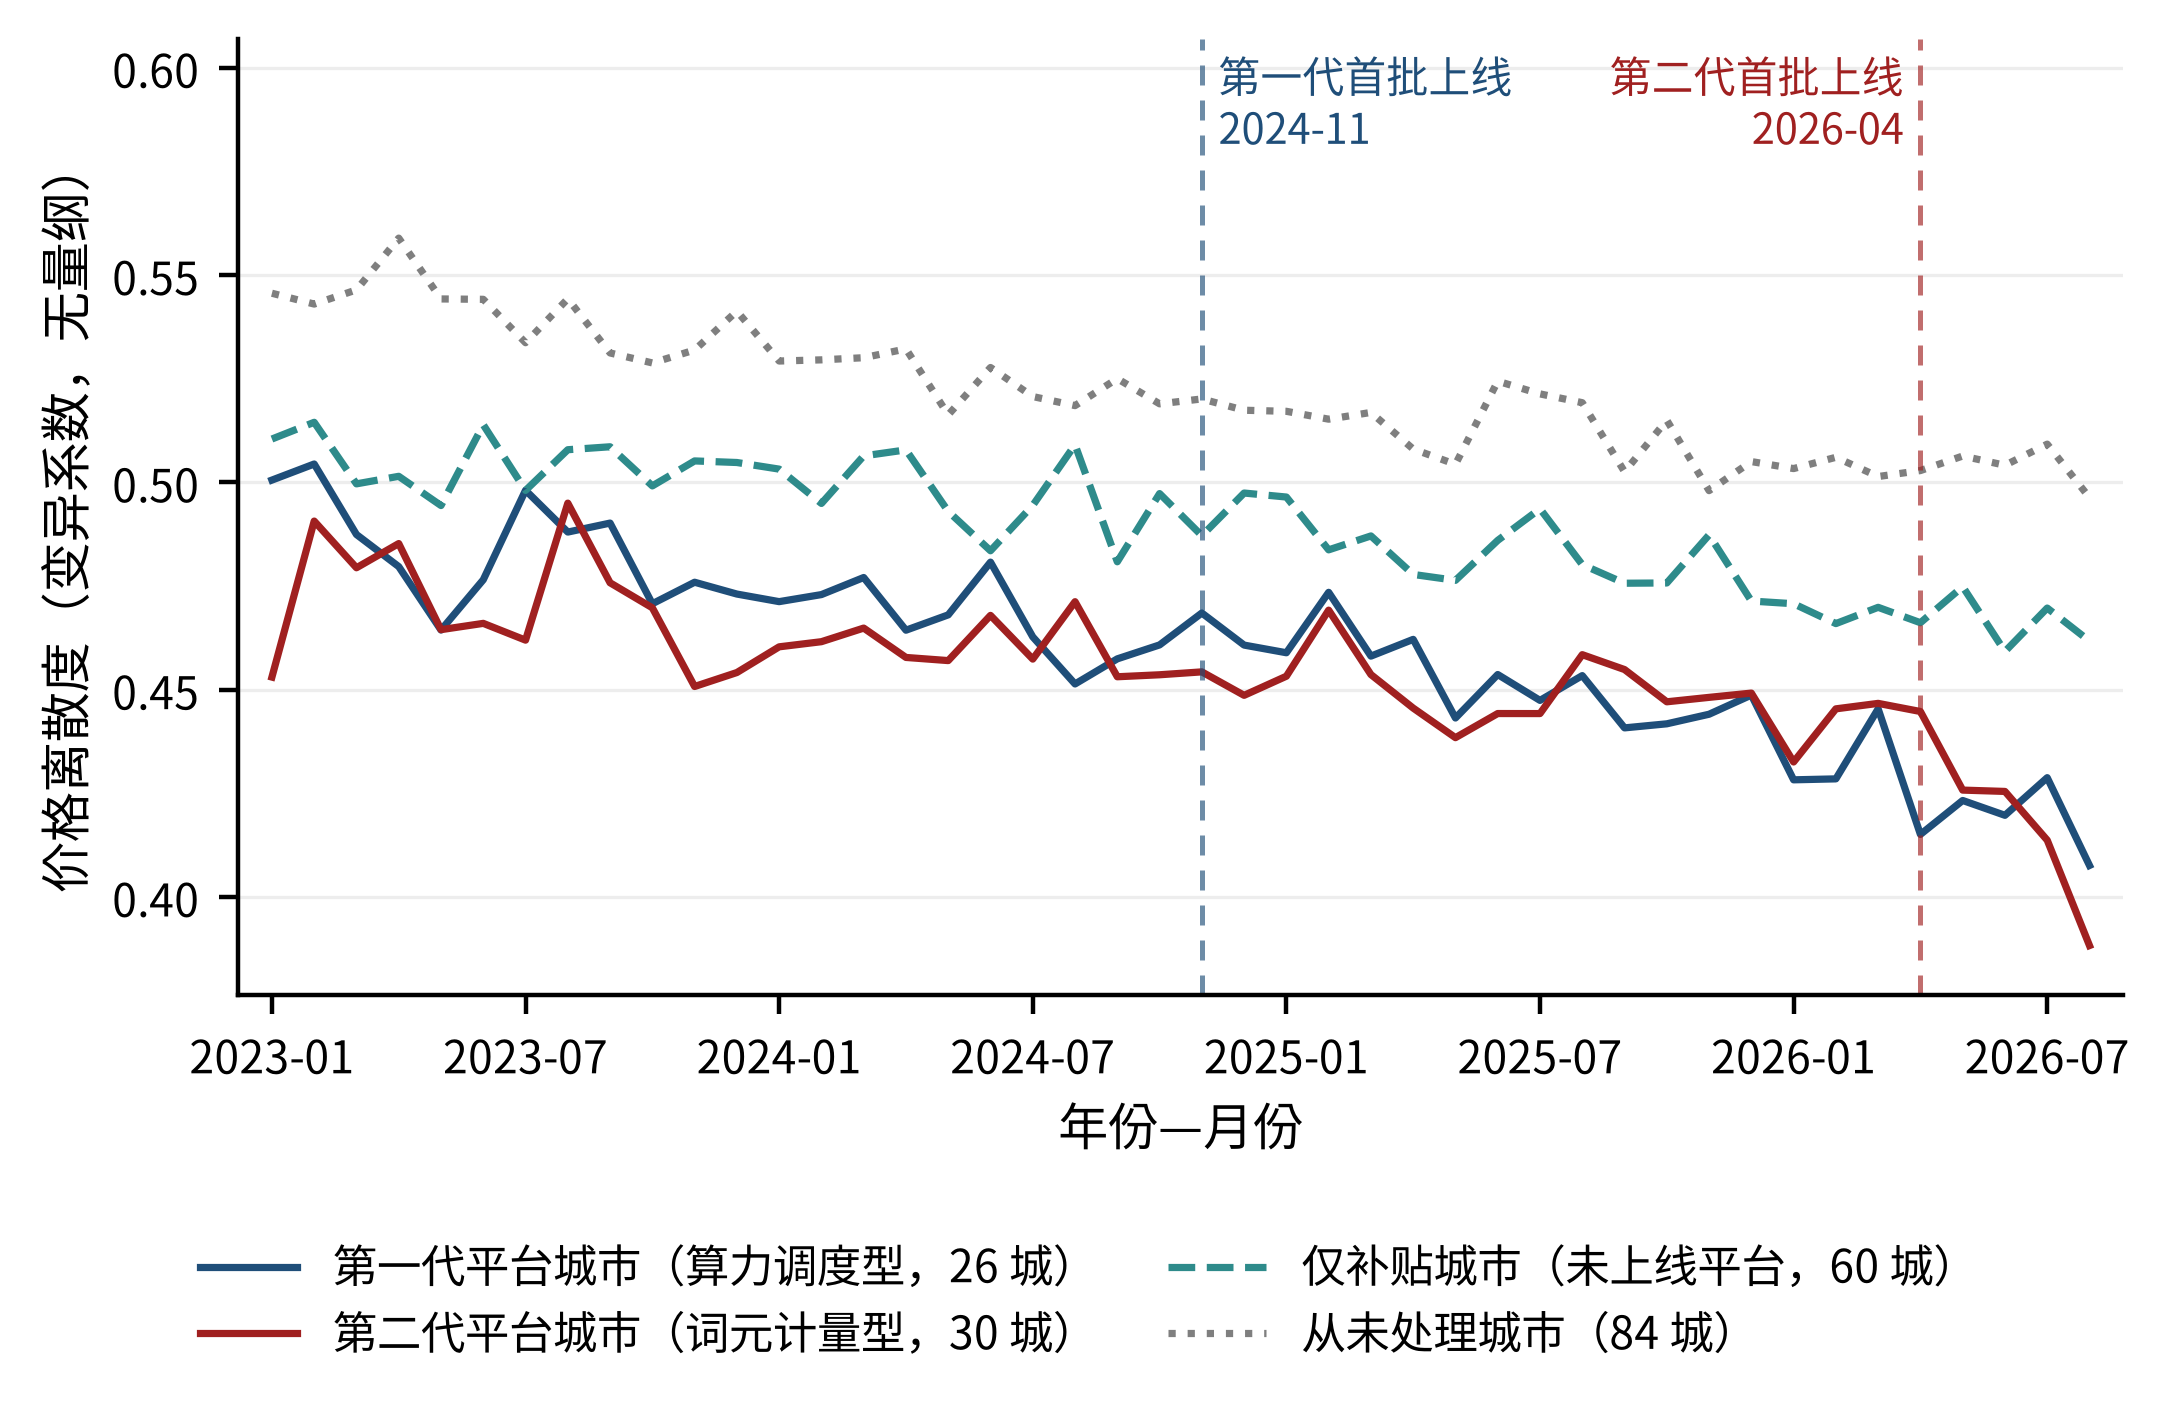 0.60
0.55
0.50
0.45
0.40
价格离散度（变异系数，无量纲）
第一代首批上线
2024-11
第二代首批上线
2026-04
2023-01
2023-07
2024-01
2024-07
2025-01
2025-07
2026-01
2026-07
年份—月份
第一代平台城市（算力调度型，26 城）
第二代平台城市（词元计量型，30 城）
仅补贴城市（未上线平台，60 城）
从未处理城市（84 城）